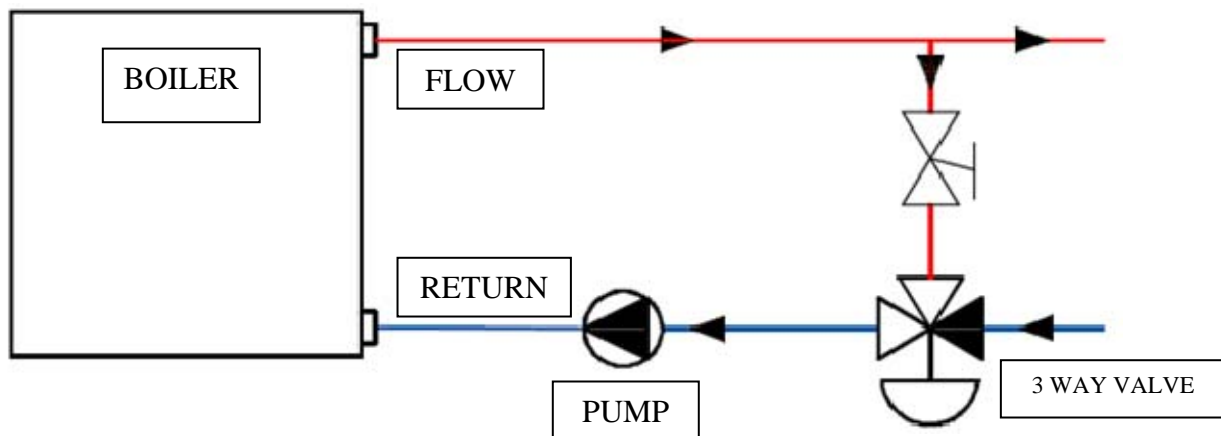 BOILER
FLOW
RETURN
PUMP
3 WAY VALVE